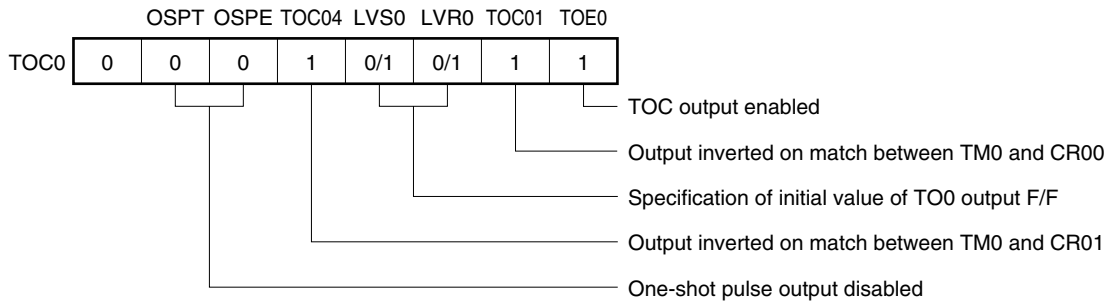 OSPT OSPE TOC04 LVS0 LVR0 TOC01 TOE0
TOC0 0 0 0 1 0/1 0/1 1 1
TOC output enabled
Output inverted on match between TM0 and CR00
Specification of initial value of TO0 output F/F
Output inverted on match between TM0 and CR01
One-shot pulse output disabled